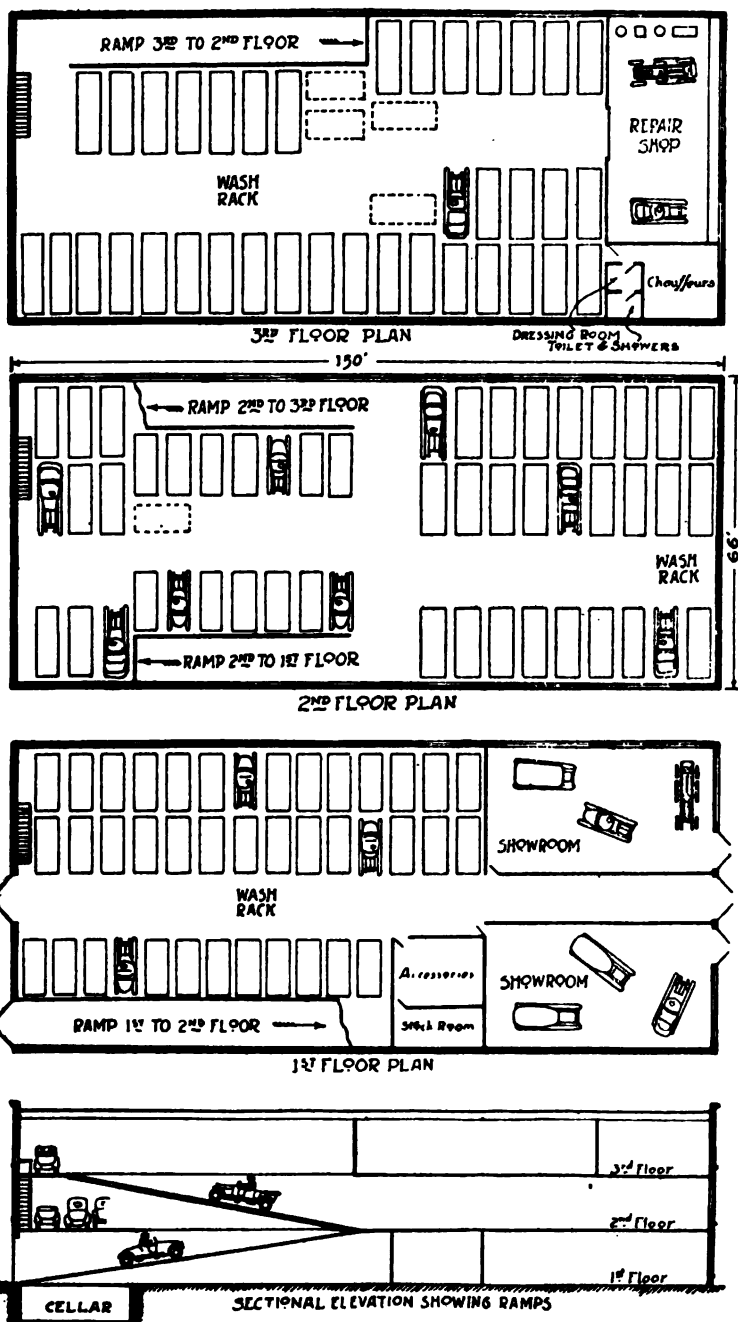 RAMP 3RD TO 2ND FLOOR
REPAIR
SHOP
WASH
RACK
Chauffeurs
3RD FLOOR PLAN
DRESSING ROOM
TOILET & SHOWERS
150'
RAMP 2ND TO 3RD FLOOR
66'
WASH
RACK
RAMP 2ND TO 1ST FLOOR
2ND FLOOR PLAN
SHOWROOM
WASH
RACK
Accessories
SHOWROOM
RAMP 1ST TO 2ND FLOOR
Stock Room
1ST FLOOR PLAN
3rd Floor
2nd Floor
1st Floor
CELLAR
SECTIONAL ELEVATION SHOWING RAMPS